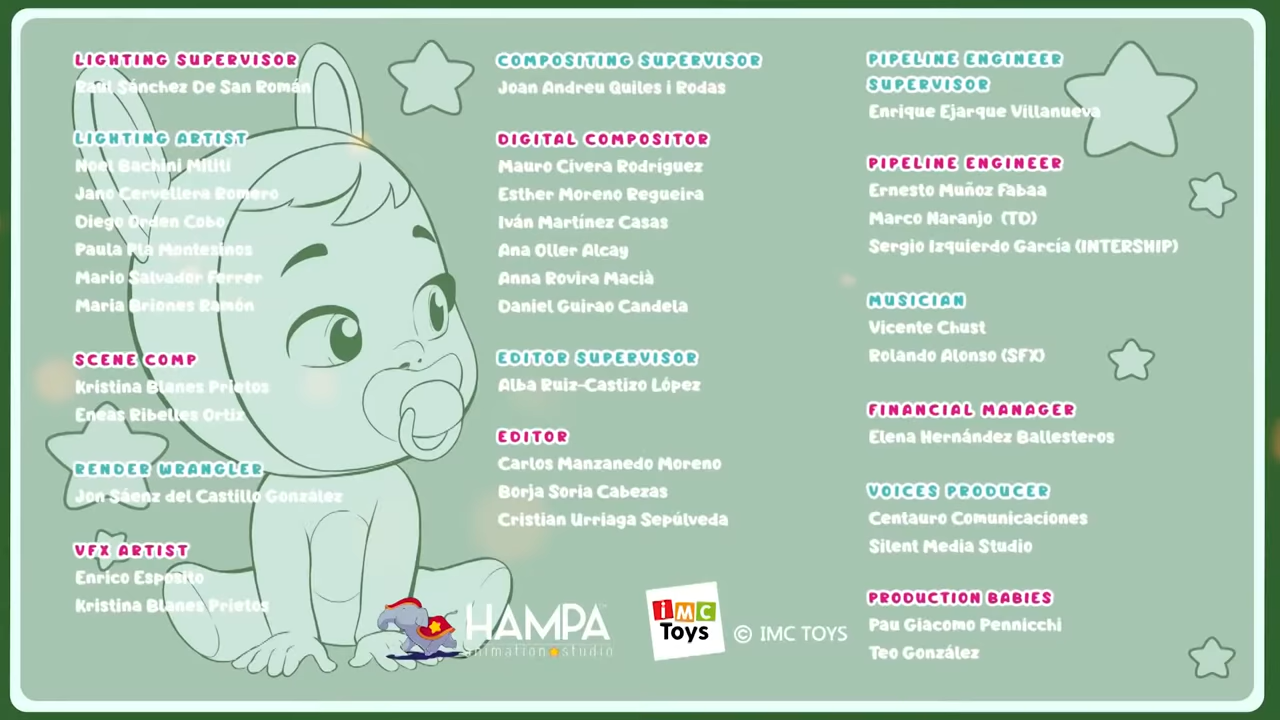 LIGHTING SUPERVISOR
Raúl Sánchez De San Román
LIGHTING ARTIST
Noel Bachini Militi
Jano Cervellera Romero
Diego Orden Cobo
Paula Pla Montesinos
Mario Salvador Ferrer
Maria Briones Ramón
SCENE COMP
Kristina Blanes Prietos
Eneas Ribelles Ortiz
RENDER WRANGLER
Jon Sáenz del Castillo González
VFX ARTIST
Enrico Esposito
Kristina Blanes Prietos
COMPOSITING SUPERVISOR
Joan Andreu Quiles i Rodas
DIGITAL COMPOSITOR
Mauro Civera Rodríguez
Esther Moreno Regueira
Iván Martínez Casas
Ana Oller Alcay
Anna Rovira Macià
Daniel Guirao Candela
EDITOR SUPERVISOR
Alba Ruiz-Castizo López
EDITOR
Carlos Manzanedo Moreno
Borja Soria Cabezas
Cristian Urriaga Sepúlveda
PIPELINE ENGINEER
SUPERVISOR
Enrique Ejarque Villanueva
PIPELINE ENGINEER
Ernesto Muñoz Fabaa
Marco Naranjo (TD)
Sergio Izquierdo García (INTERSHIP)
MUSICIAN
Vicente Chust
Rolando Alonso (SFX)
FINANCIAL MANAGER
Elena Hernández Ballesteros
VOICES PRODUCER
Centauro Comunicaciones
Silent Media Studio
PRODUCTION BABIES
Pau Giacomo Pennicchi
Teo González
HAMPA
animation studio
iMC
Toys
© IMC TOYS